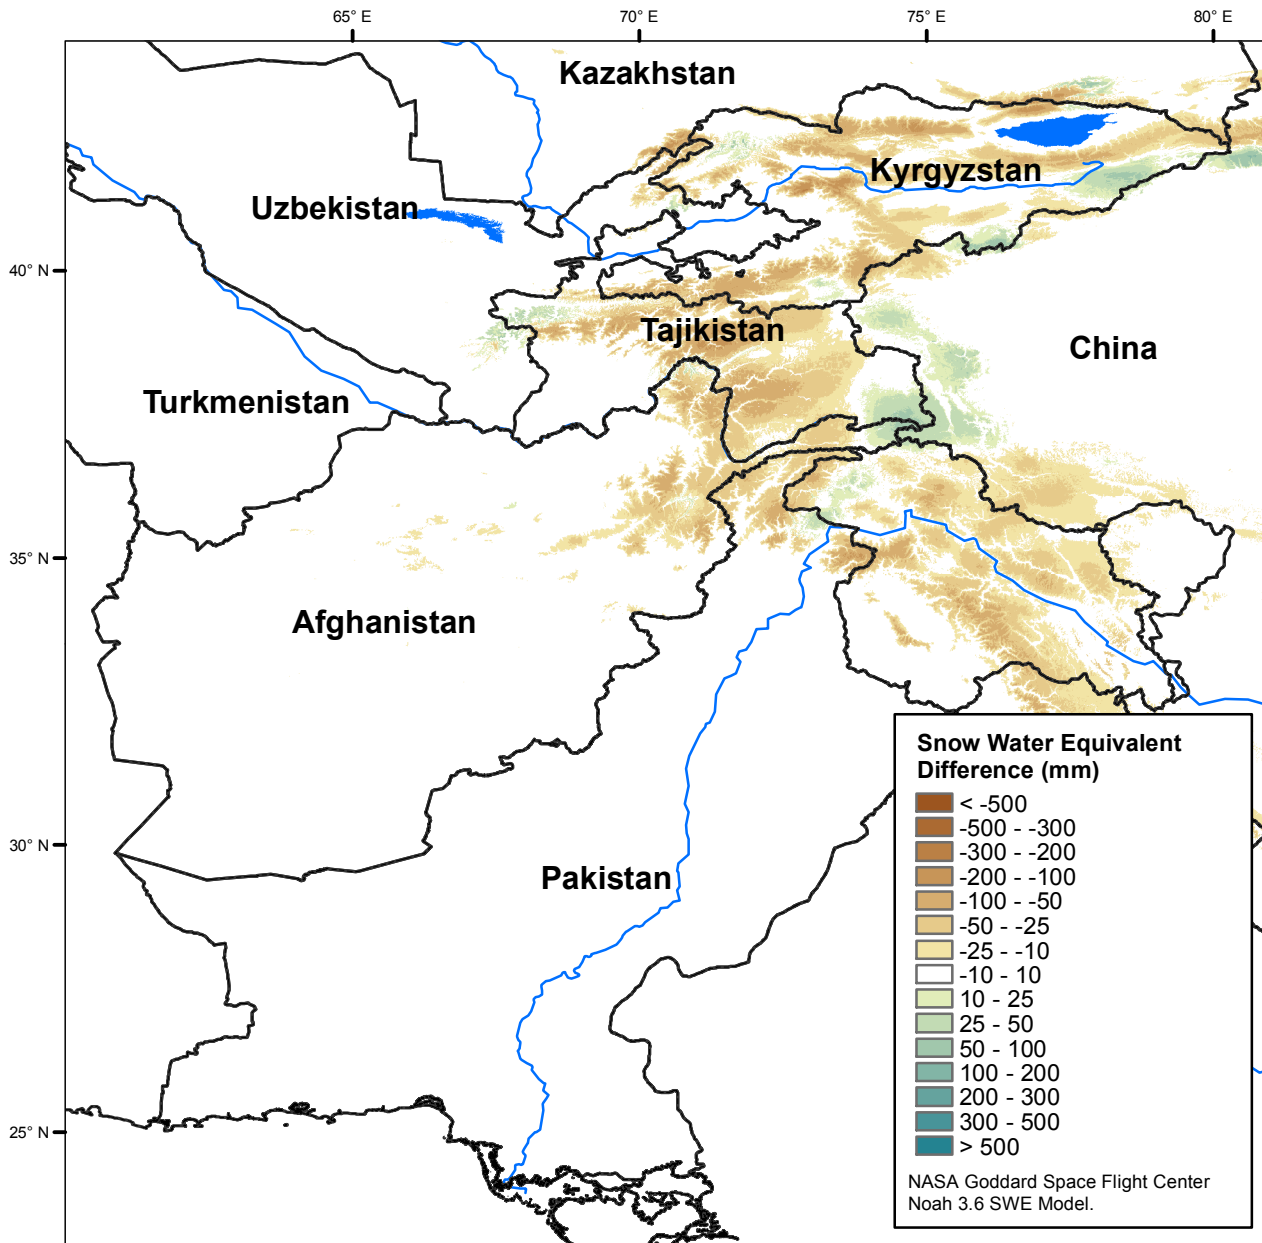 65° E
70° E
75° E
80° E
Kazakhstan
Kyrgyzstan
Uzbekistan
40° N
Tajikistan
China
Turkmenistan
35° N
Afghanistan
30° N
Pakistan
25° N
Snow Water Equivalent
Difference (mm)
< -500
-500 - -300
-300 - -200
-200 - -100
-100 - -50
-50 - -25
-25 - -10
-10 - 10
10 - 25
25 - 50
50 - 100
100 - 200
200 - 300
300 - 500
> 500
NASA Goddard Space Flight Center
Noah 3.6 SWE Model.